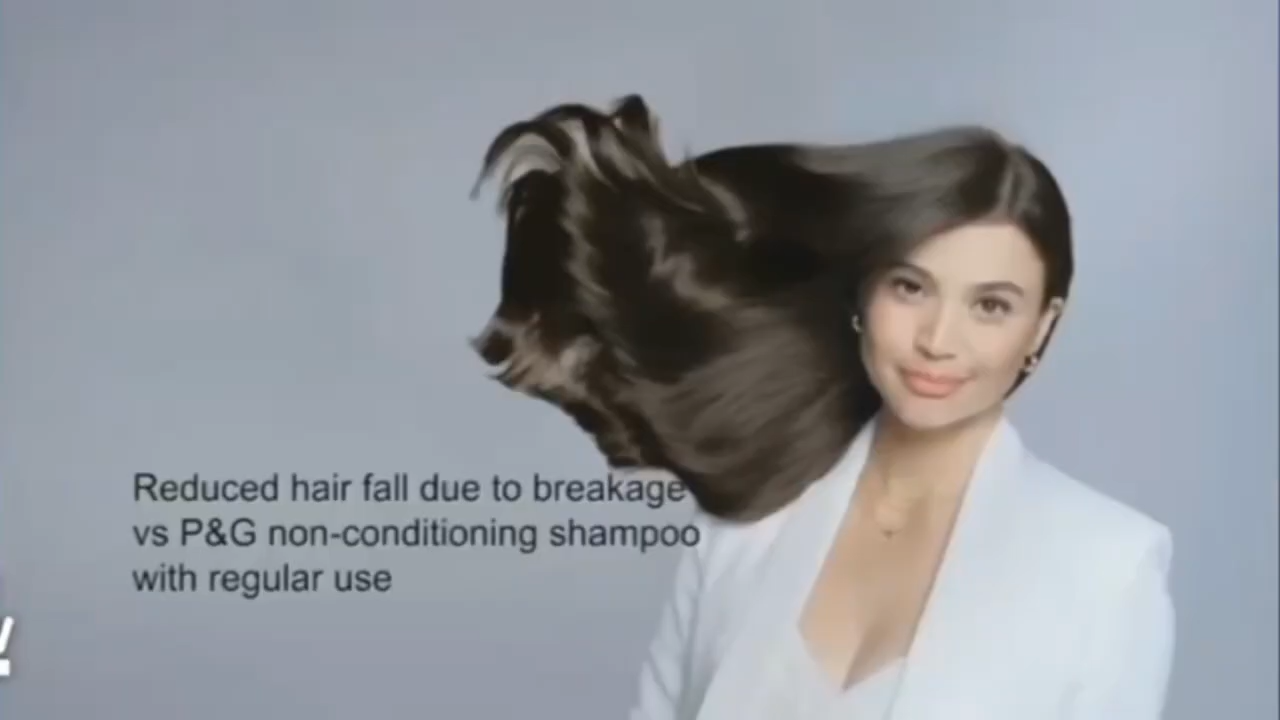 Reduced hair fall due to breakage
vs P&G non-conditioning shampoo
with regular use